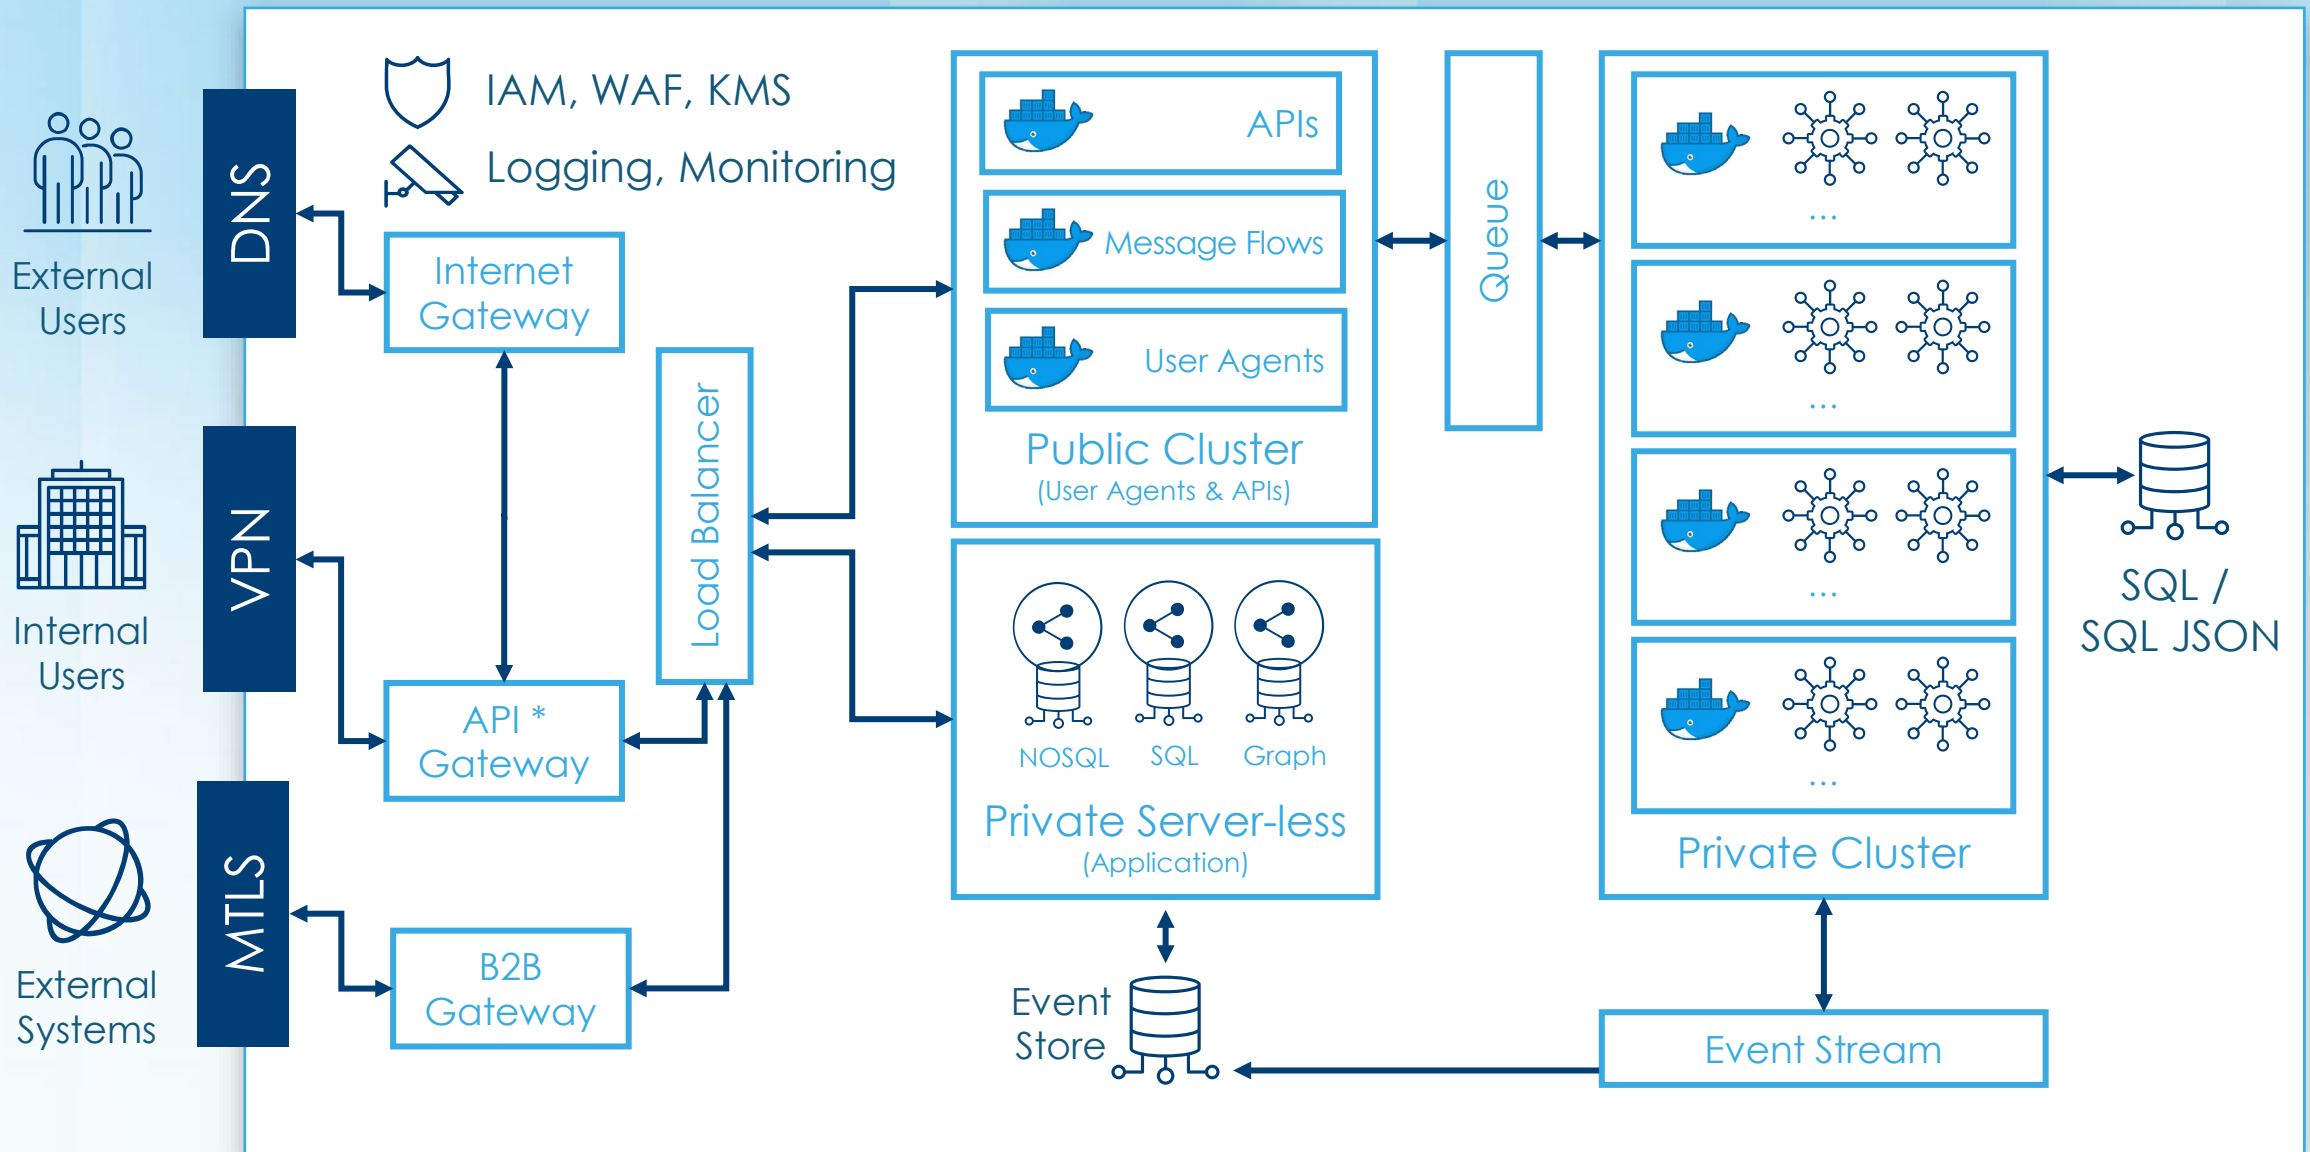 IAM, WAF, KMS
Logging, Monitoring
External
Users
DNS
Internal
Users
VPN
External
Systems
MTLS
Internet
Gateway
API *
Gateway
B2B
Gateway
Load Balancer
APIs
Message Flows
User Agents
Public Cluster
(User Agents & APIs)
NOSQL
SQL
Graph
Private Server-less
(Application)
Event
Store
Queue
...
...
...
...
Private Cluster
Event Stream
SQL /
SQL JSON